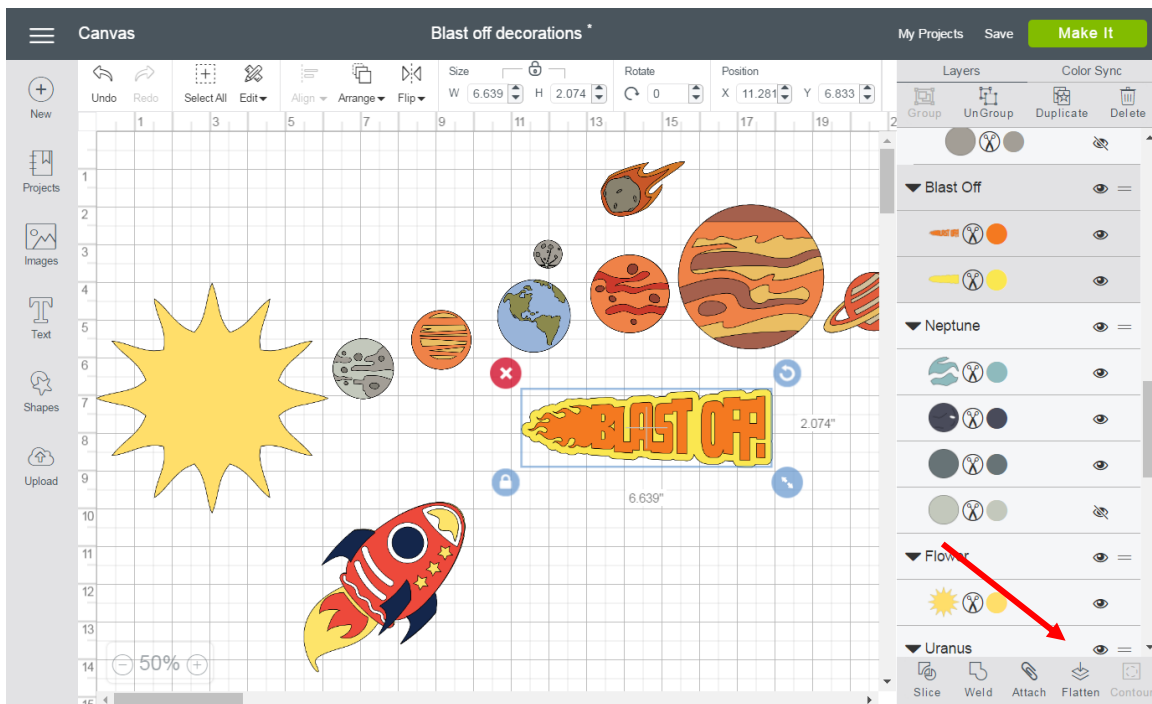 Canvas
Blast off decorations *
My Projects Save Make It
New
Projects
Images
Text
Shapes
Upload
Undo Redo Select All Edit Align Arrange Flip
Size
W 6.639 H 2.074
Rotate
0
Position
X 11.281 Y 6.833
Layers Color Sync
Group UnGroup Duplicate Delete
1 3 5 7 9 11 13 15 17 19 2
1
2
3
4
5
6
7
8
9
10
11
12
13
14
15
BLAST OFF!
2.074"
6.639"
50%
Blast Off
Neptune
Flower
Uranus
Slice Weld Attach Flatten Contour